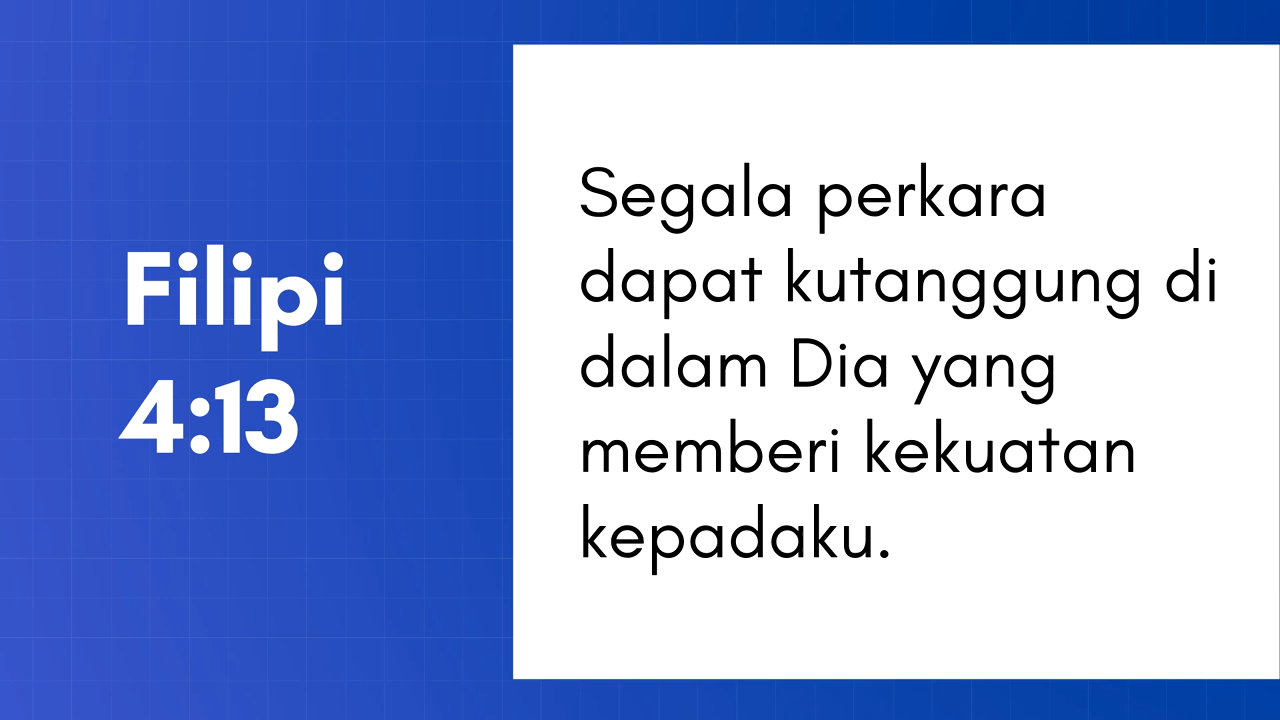 Filipi
4:13
Segala perkara
dapat kutanggung di
dalam Dia yang
memberi kekuatan
kepadaku.